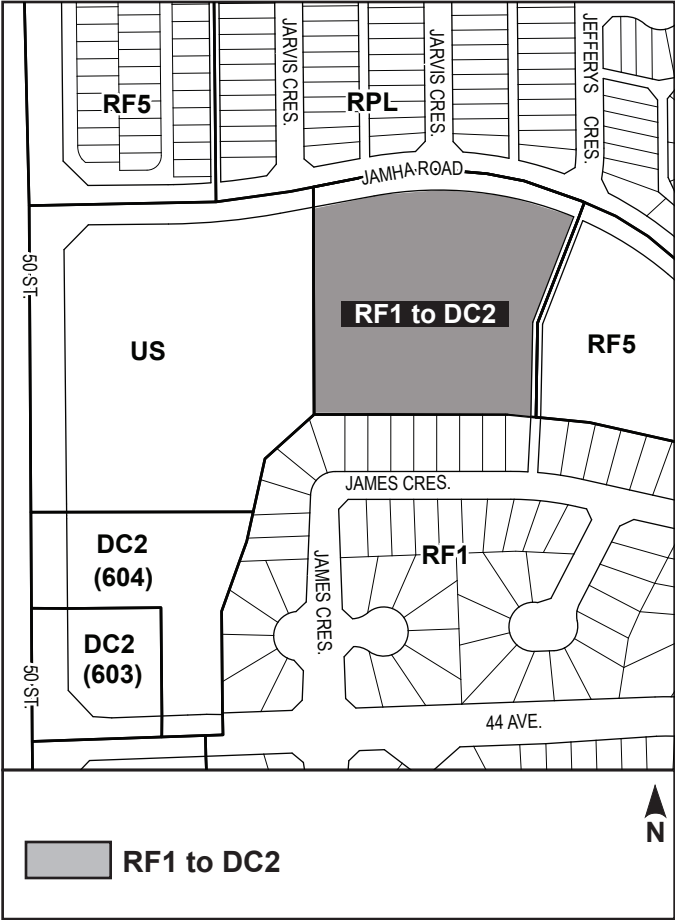 JARVIS CRES.
JARVIS CRES.
JEFFERYS CRES.
RF5
RPL
JAMHA ROAD
50 ST.
RF1 to DC2
US
RF5
JAMES CRES.
DC2
(604)
RF1
JAMES CRES.
DC2
(603)
50 ST.
44 AVE.
N
RF1 to DC2